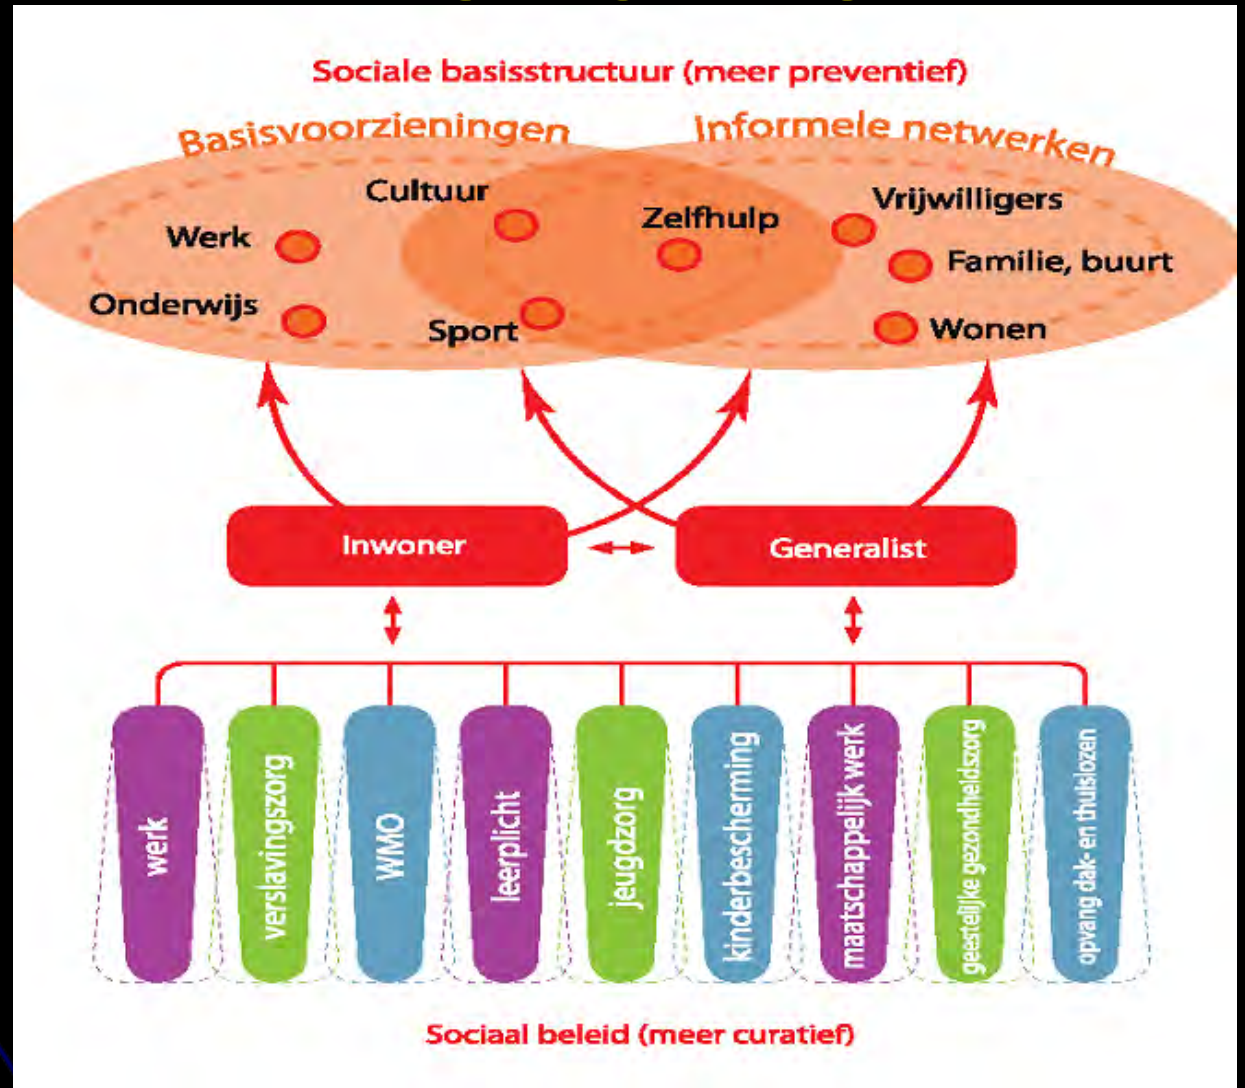 Sociale basisstructuur (meer preventief)
Basisvoorzieningen
Informele netwerken
Cultuur
Vrijwilligers
Zelfhulp
Werk
Familie, buurt
Onderwijs
Sport
Wonen
Inwoner
Generalist
werk
verslavingszorg
WMO
leerplicht
jeugdzorg
kinderbescherming
maatschappelijk werk
geestelijke gezondheidszorg
opvang dak- en thuislozen
Sociaal beleid (meer curatief)